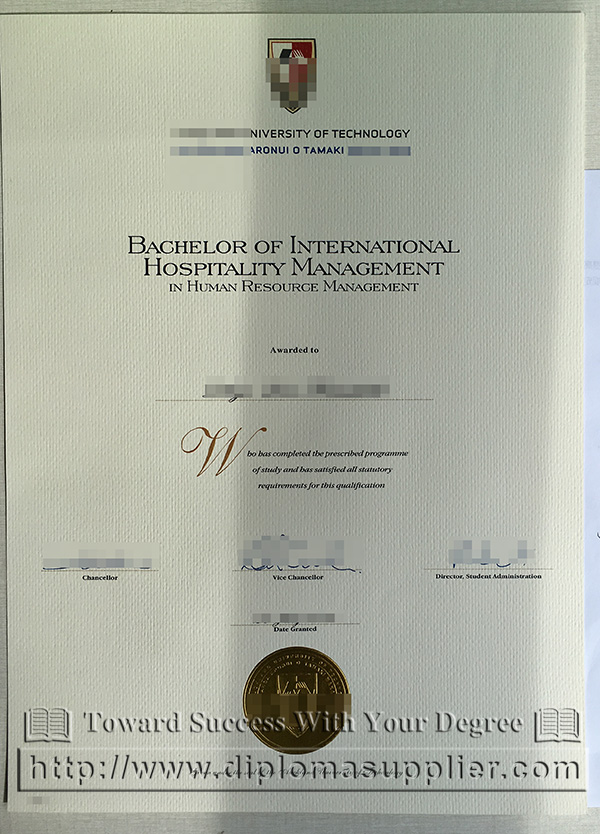 NIVERSITY OF TECHNOLOGY
ARONUI O TAMAKI
BACHELOR OF INTERNATIONAL
HOSPITALITY MANAGEMENT
IN HUMAN RESOURCE MANAGEMENT
Awarded to
Who has completed the prescribed programme
of study and has satisfied all statutory
requirements for this qualification
Chancellor
Vice Chancellor
Director, Student Administration
Date Granted
Toward Success With Your Degree
http://www.diplomasupplier.com